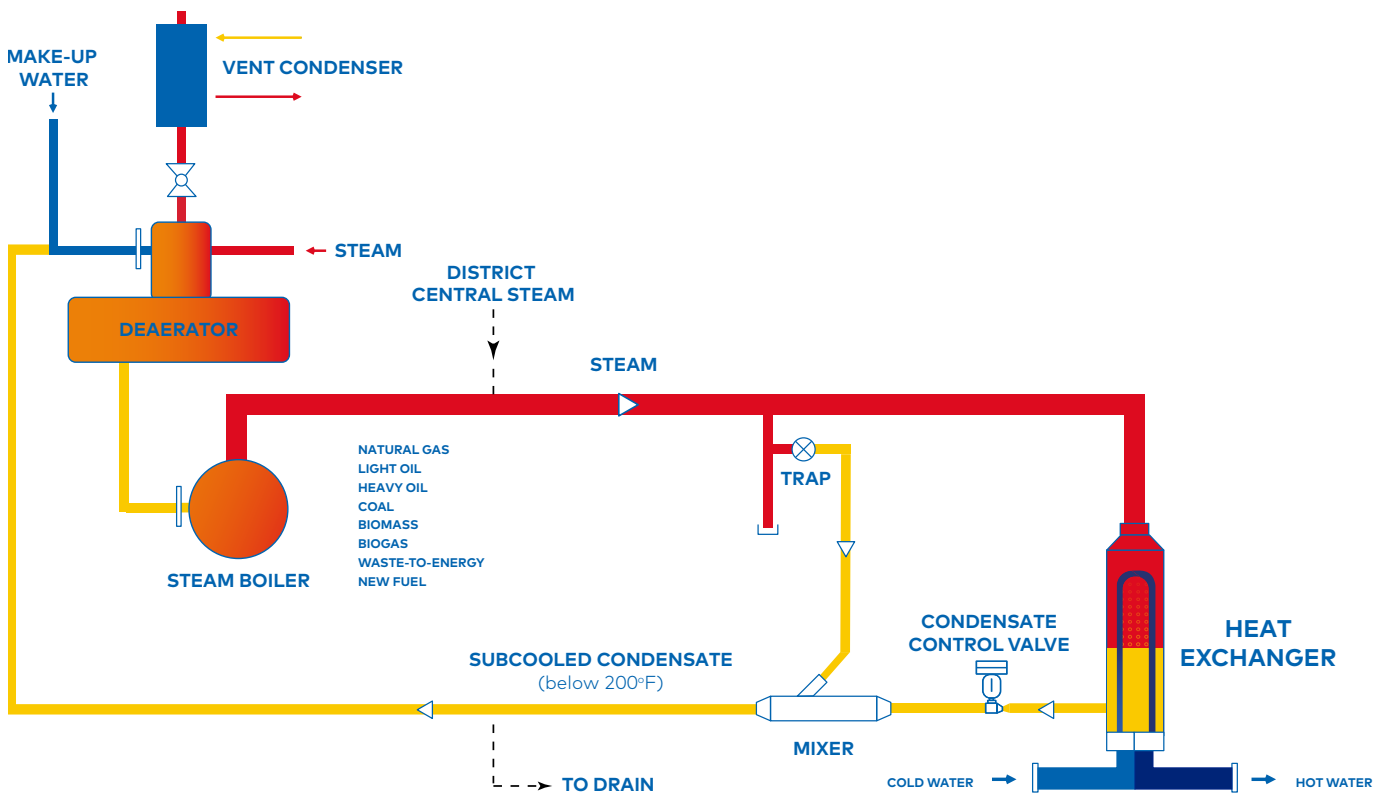 MAKE-UP
WATER
VENT CONDENSER
STEAM
DEAERATOR
DISTRICT
CENTRAL STEAM
STEAM
NATURAL GAS
LIGHT OIL
HEAVY OIL
COAL
BIOMASS
BIOGAS
WASTE-TO-ENERGY
NEW FUEL
TRAP
STEAM BOILER
CONDENSATE
CONTROL VALVE
HEAT
EXCHANGER
SUBCOOLED CONDENSATE
(below 200°F)
MIXER
TO DRAIN
COLD WATER
HOT WATER